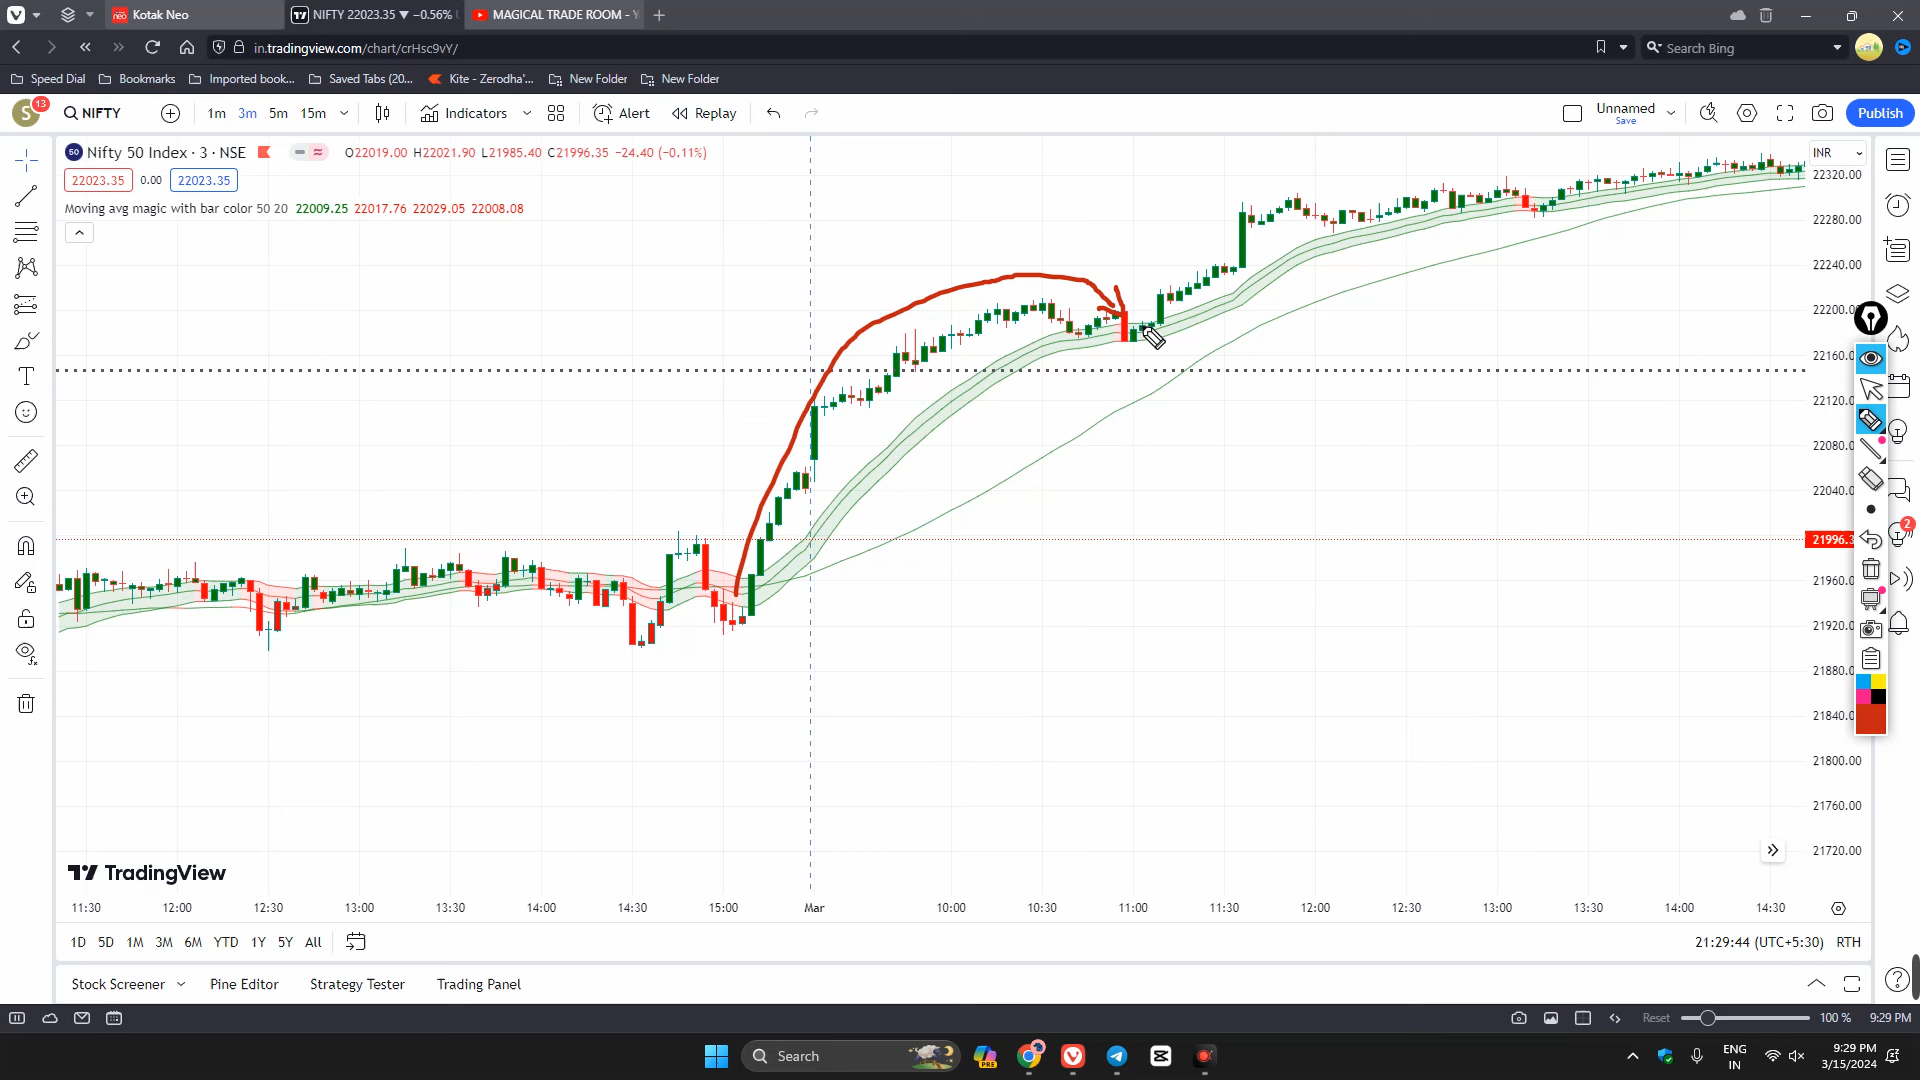 Kotak Neo
NIFTY 22023.35 ▼ −0.56%
MAGICAL TRADE ROOM -
in.tradingview.com/chart/crHsc9vY/
Search Bing
Speed Dial
Bookmarks
Imported book...
Saved Tabs (20...
Kite - Zerodha'...
New Folder
New Folder
S
13
NIFTY
1m
3m
5m
15m
Indicators
Alert
Replay
Unnamed
Save
Publish
50
Nifty 50 Index · 3 · NSE
O22019.00 H22021.90 L21985.40 C21996.35 −24.40 (−0.11%)
INR
22023.35
0.00
22023.35
Moving avg magic with bar color 50 20 22009.25 22017.76 22029.05 22008.08
22320.00
22280.00
22240.00
22200.0
22160.0
22120.0
22080.0
22040.0
21996.3
21960.0
21920.0
21880.0
21840.0
21800.00
21760.00
21720.00
2
TradingView
11:30
12:00
12:30
13:00
13:30
14:00
14:30
15:00
Mar
10:00
10:30
11:00
11:30
12:00
12:30
13:00
13:30
14:00
14:30
1D
5D
1M
3M
6M
YTD
1Y
5Y
All
21:29:44 (UTC+5:30)
RTH
Stock Screener
Pine Editor
Strategy Tester
Trading Panel
Reset
100 %
9:29 PM
Search
PRE
ENG
IN
9:29 PM
3/15/2024